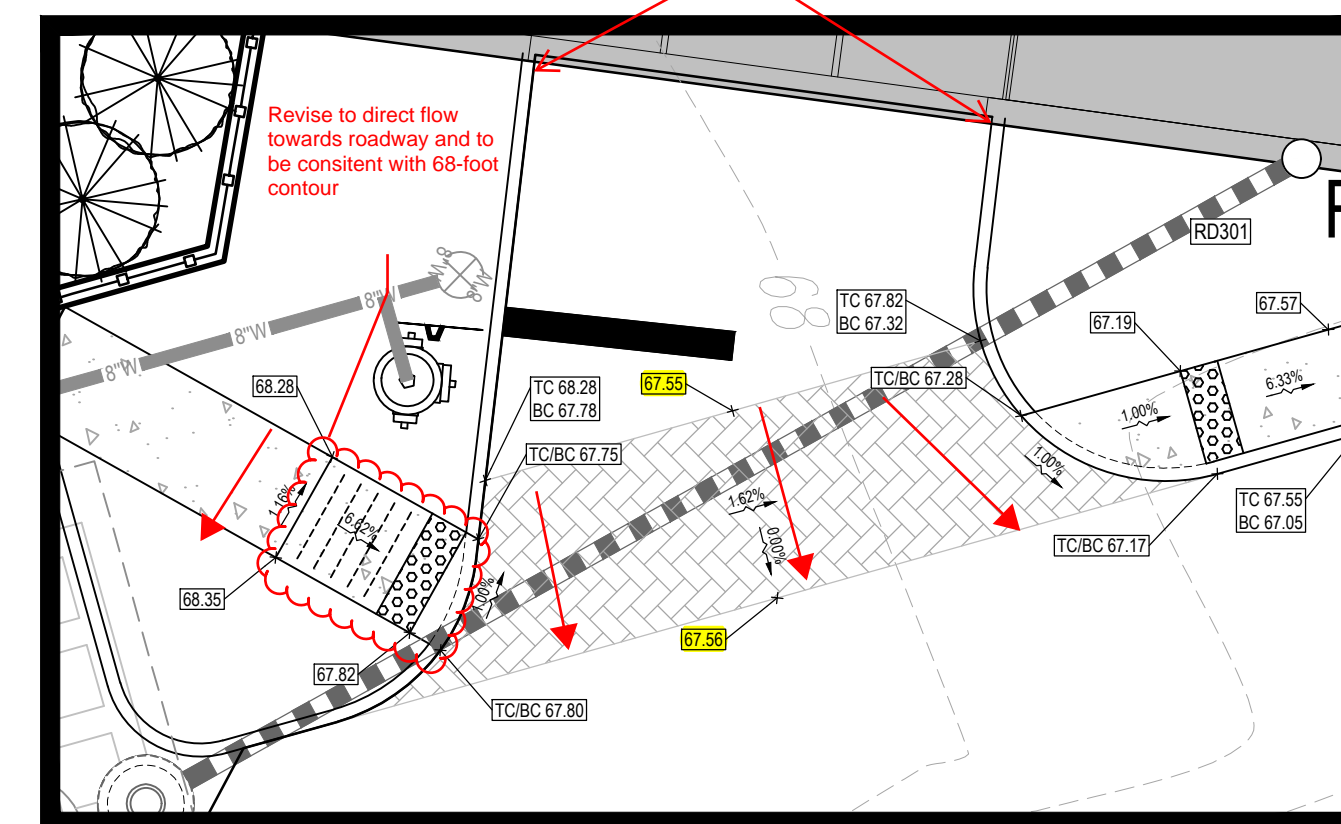 Revise to direct flow
towards roadway and to
be consitent with 68-foot
contour
8"W
8"W
8"W
8"W
8"W
RD301
TC 67.82
BC 67.32
67.19
67.57
68.28
TC 68.28
BC 67.78
67.55
TC/BC 67.28
6.33%
1.00%
TC/BC 67.75
1.16%
6.62%
1.62%
0.00%
1.00%
TC 67.55
BC 67.05
TC/BC 67.17
68.35
1.00%
67.56
67.82
TC/BC 67.80